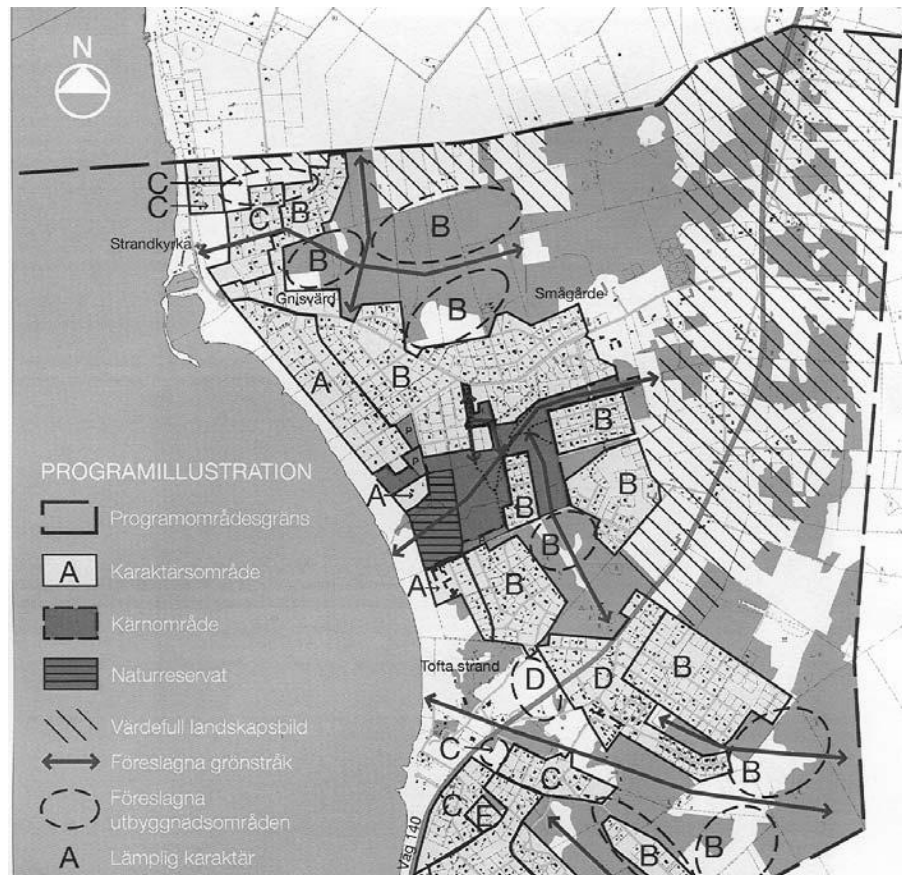 N
C
C
C
B
B
B
Strandkyrka
B
Gnisvärd
Smågårde
B
A
B
B
P
P
B
A
B
B
A
B
Tofta strand
D
D
B
C
C
B
C
E
B
B
Väg 140
PROGRAMILLUSTRATION
Programområdesgräns
A Karaktärsområde
Kärnområde
Naturreservat
Värdefull landskapsbild
Föreslagna grönstråk
Föreslagna
utbyggnadsområden
A Lämplig karaktär